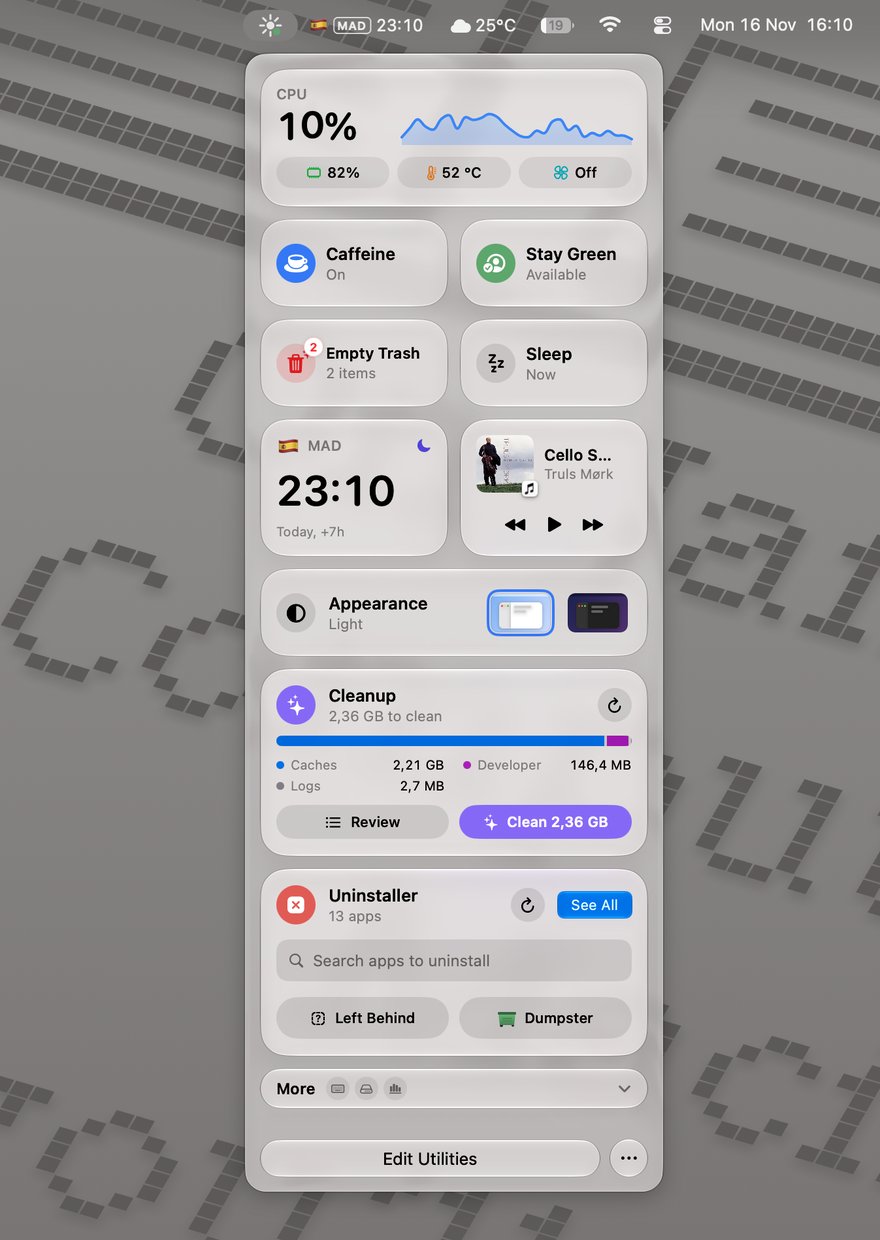 MAD 23:10 25°C 19 Mon 16 Nov 16:10
CPU
10%
82% 52 °C Off
Caffeine
On
Stay Green
Available
2
Empty Trash
2 items
Sleep
Now
MAD
23:10
Today, +7h
Cello S...
Truls Mørk
Appearance
Light
Cleanup
2,36 GB to clean
Caches 2,21 GB Developer 146,4 MB
Logs 2,7 MB
Review Clean 2,36 GB
Uninstaller
13 apps
See All
Search apps to uninstall
Left Behind Dumpster
More
Edit Utilities